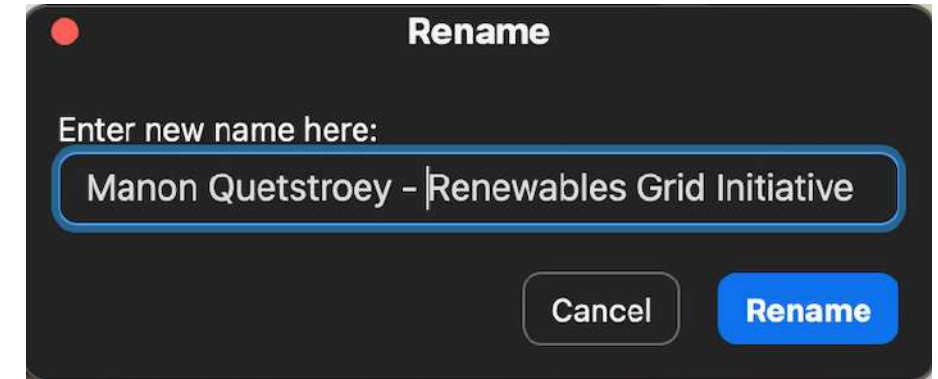 Rename
Enter new name here:
Manon Quetstroey - Renewables Grid Initiative
Cancel Rename